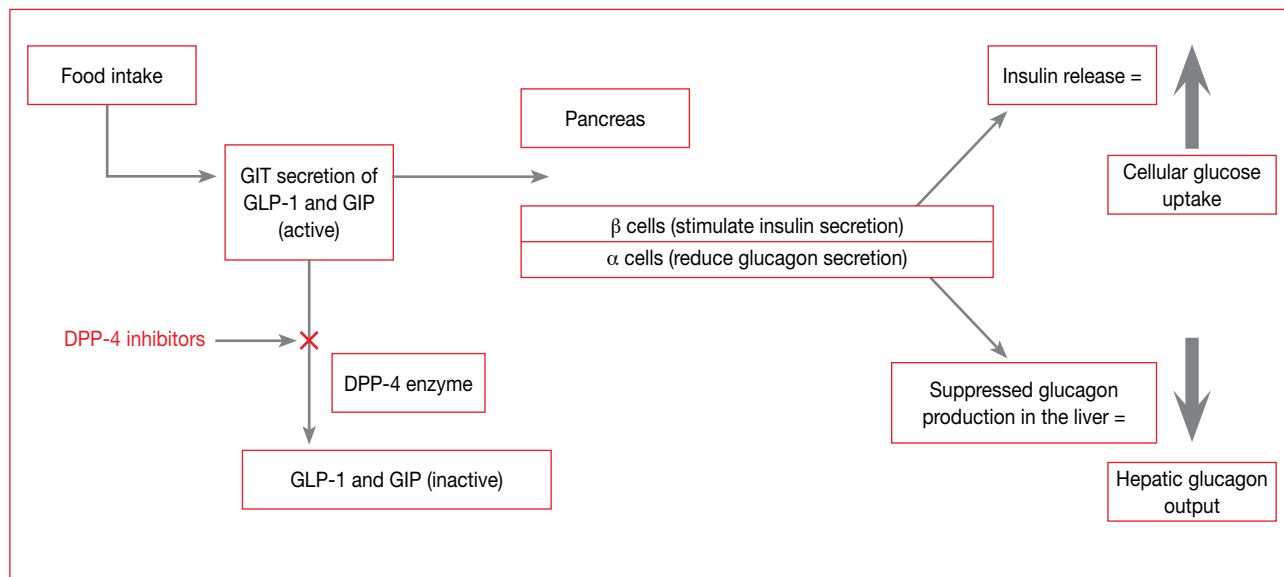 Food intake
Insulin release =
Pancreas
GIT secretion of
GLP-1 and GIP
(active)
Cellular glucose
uptake
β cells (stimulate insulin secretion)
α cells (reduce glucagon secretion)
DPP-4 inhibitors
DPP-4 enzyme
Suppressed glucagon
production in the liver =
GLP-1 and GIP (inactive)
Hepatic glucagon
output